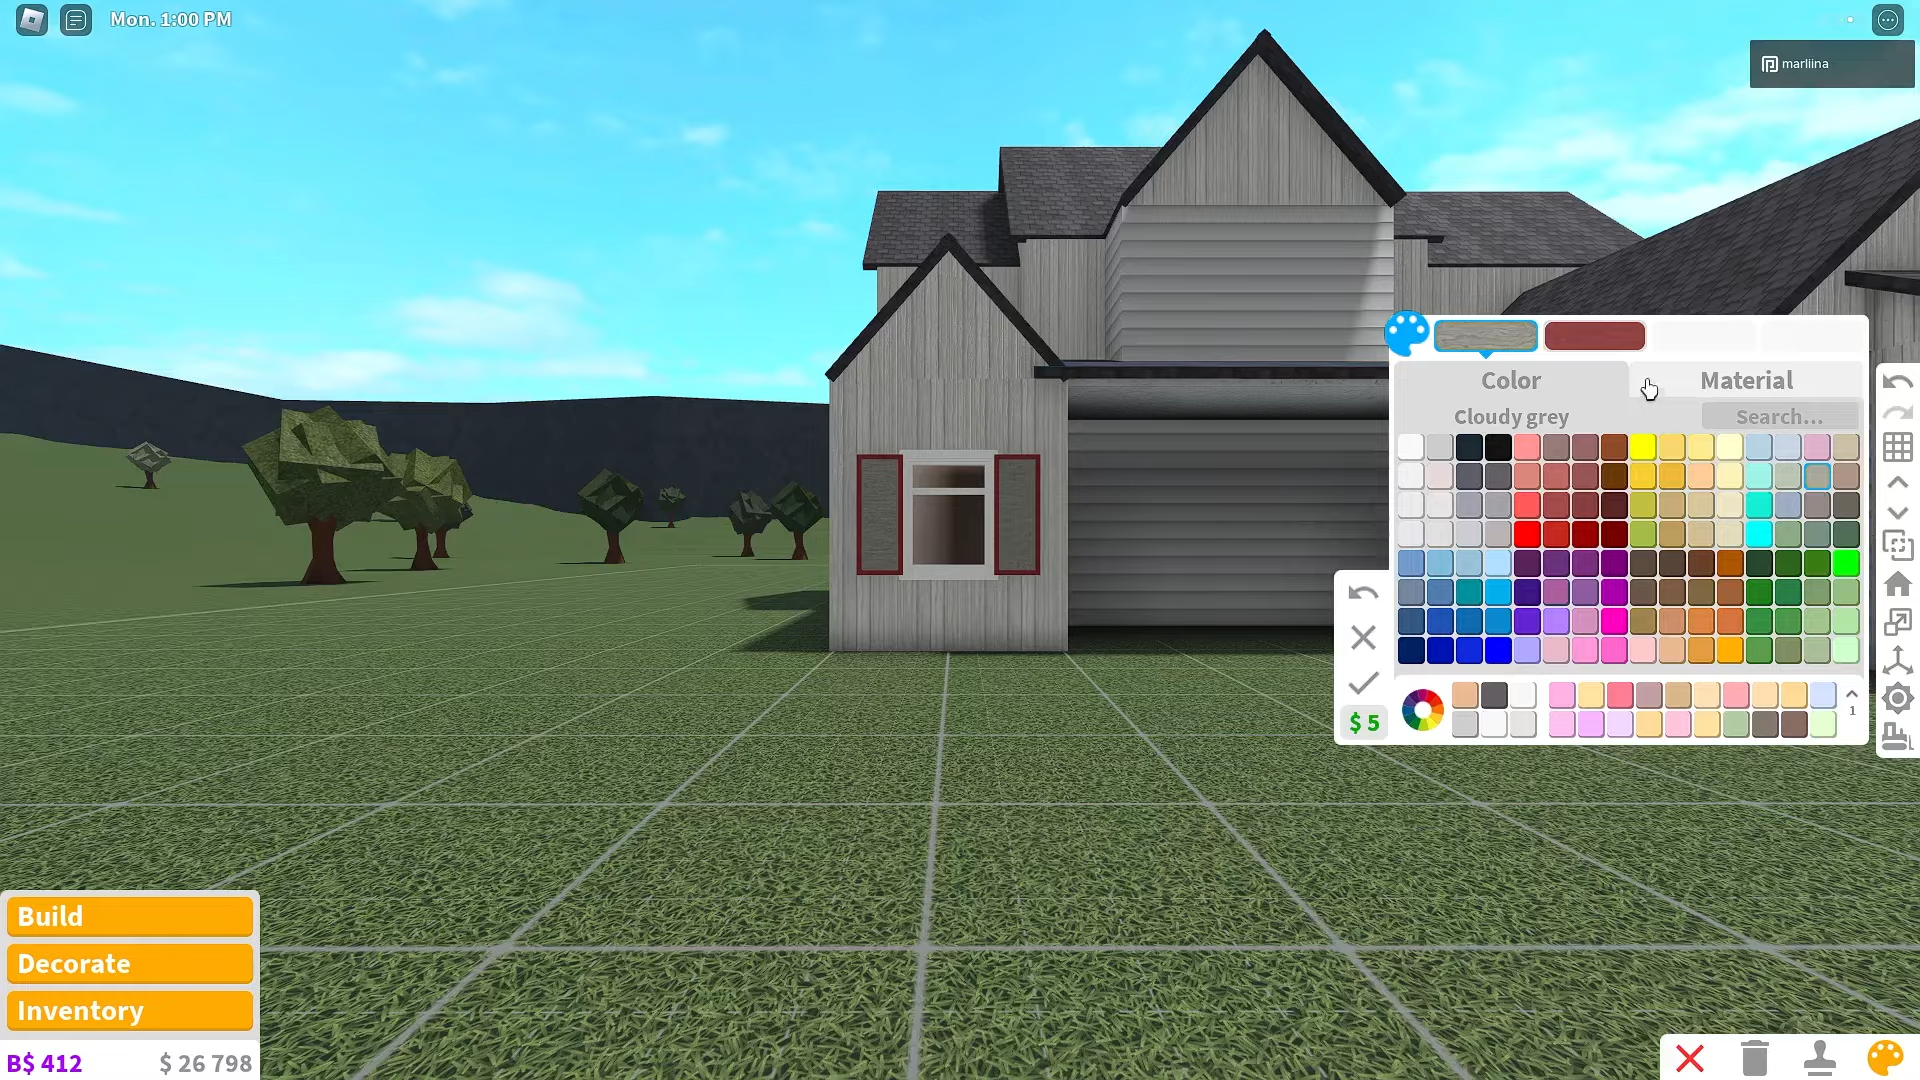 Mon. 1:00 PM
marliina
Color
Material
Cloudy grey
Search...
$ 5
1
Build
Decorate
Inventory
B$ 412
$ 26 798